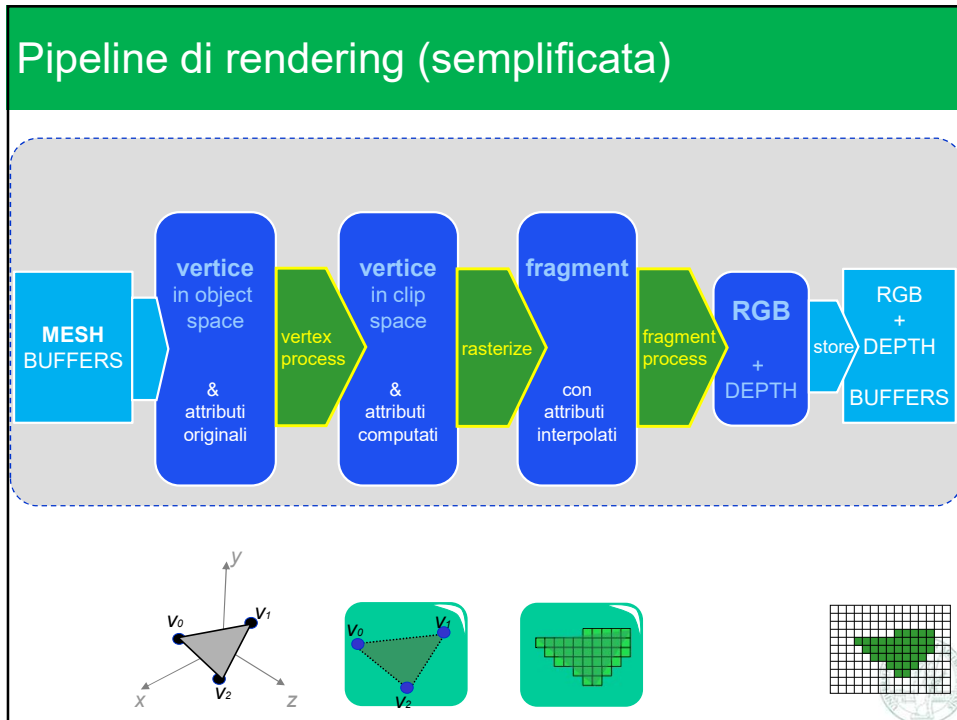 Pipeline di rendering (semplificata)
MESH
BUFFERS
vertice
in object
space
&
attributi
originali
vertex
process
vertice
in clip
space
&
attributi
computati
rasterize
fragment
con
attributi
interpolati
fragment
process
RGB
+
DEPTH
store
RGB
+
DEPTH
BUFFERS
y
v0
v1
v2
x
z
v0
v1
v2